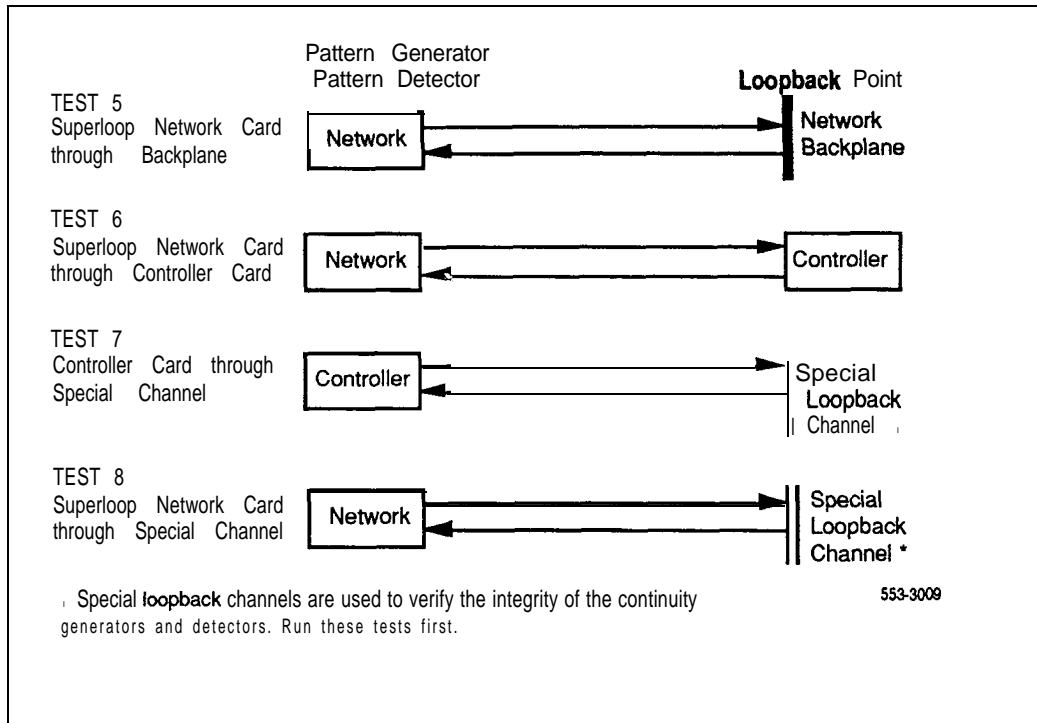 Pattern Generator
Pattern Detector
Loopback Point
TEST 5
Superloop Network Card
through Backplane
Network
Network
Backplane
TEST 6
Superloop Network Card
through Controller Card
Network
Controller
TEST 7
Controller Card through
Special Channel
Controller
Special
Loopback
Channel
TEST 8
Superloop Network Card
through Special Channel
Network
Special
Loopback
Channel *
Special loopback channels are used to verify the integrity of the continuity
generators and detectors. Run these tests first.
553-3009